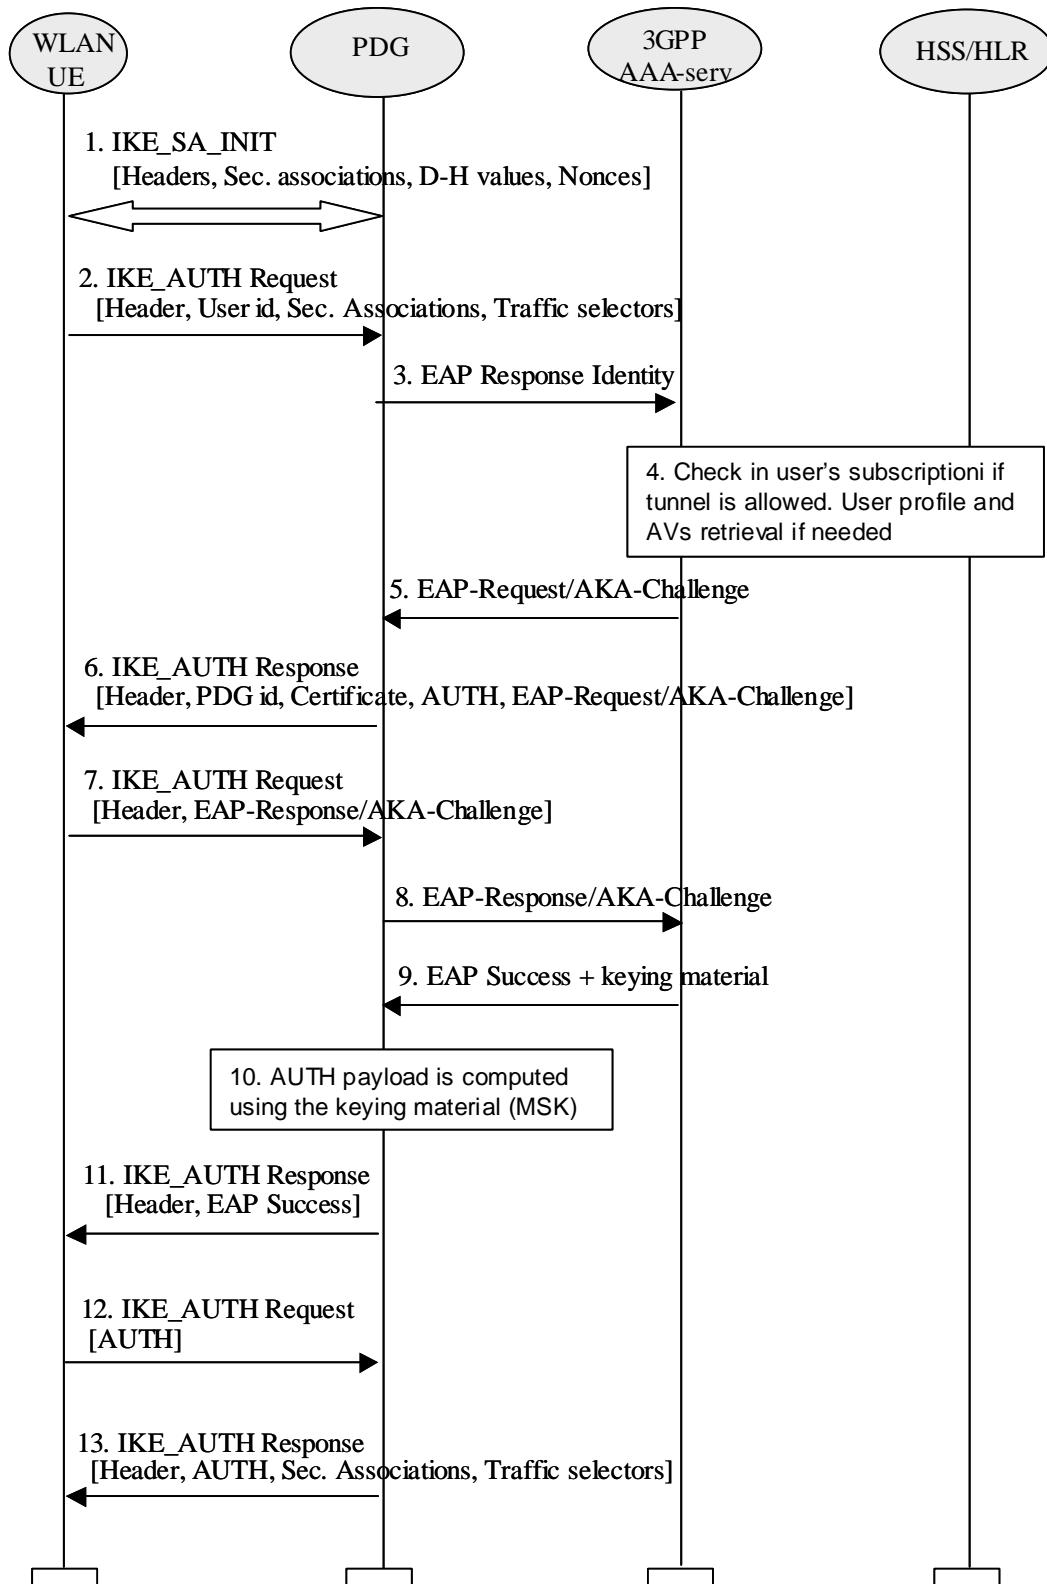 WLAN
UE
PDG
3GPP
AAA-serv
HSS/HLR
1. IKE_SA_INIT
[Headers, Sec. associations, D-H values, Nonces]
2. IKE_AUTH Request
[Header, User id, Sec. Associations, Traffic selectors]
3. EAP Response Identity
4. Check in user's subscriptioni if
tunnel is allowed. User profile and
AVs retrieval if needed
5. EAP-Request/AKA-Challenge
6. IKE_AUTH Response
[Header, PDG id, Certificate, AUTH, EAP-Request/AKA-Challenge]
7. IKE_AUTH Request
[Header, EAP-Response/AKA-Challenge]
8. EAP-Response/AKA-Challenge
9. EAP Success + keying material
10. AUTH payload is computed
using the keying material (MSK)
11. IKE_AUTH Response
[Header, EAP Success]
12. IKE_AUTH Request
[AUTH]
13. IKE_AUTH Response
[Header, AUTH, Sec. Associations, Traffic selectors]